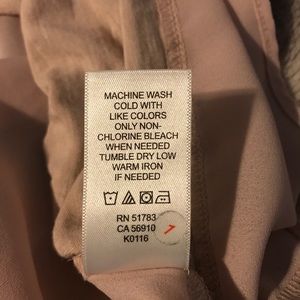 MACHINE WASH
COLD WITH
LIKE COLORS
ONLY NON-
CHLORINE BLEACH
WHEN NEEDED
TUMBLE DRY LOW
WARM IRON
IF NEEDED
RN 51783
CA 56910
K0116